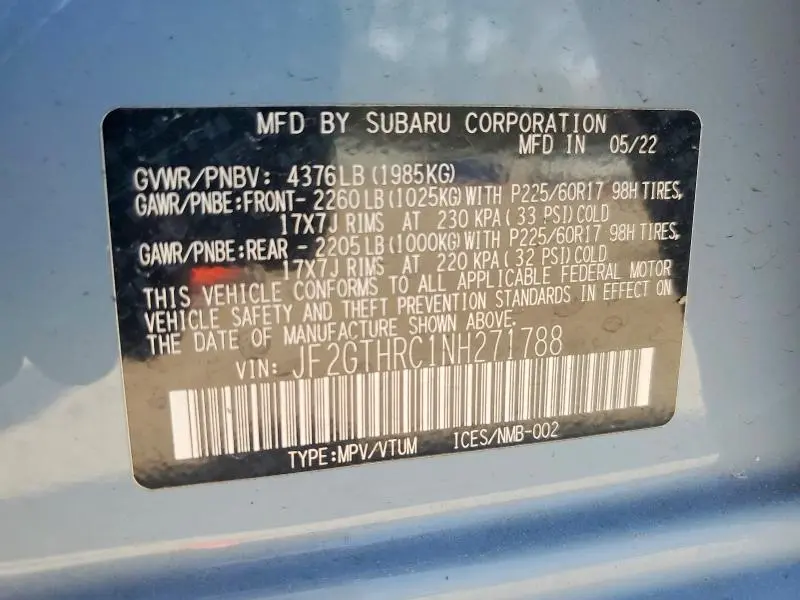 MFD BY SUBARU CORPORATION
MFD IN 05/22
GVWR/PNBV: 4376LB(1985KG)
GAWR/PNBE:FRONT- 2260LB(1025KG)WITH P225/60R17 98H TIRES,
17X7J RIMS AT 230 KPA( 33 PSI)COLD
GAWR/PNBE:REAR - 2205LB(1000KG)WITH P225/60R17 98H TIRES,
17X7J RIMS AT 220 KPA( 32 PSI)COLD
THIS VEHICLE CONFORMS TO ALL APPLICABLE FEDERAL MOTOR
VEHICLE SAFETY AND THEFT PREVENTION STANDARDS IN EFFECT ON
THE DATE OF MANUFACTURE SHOWN ABOVE.
VIN: JF2GTHRC1NH271788
TYPE:MPV/VTUM ICES/NMB-002